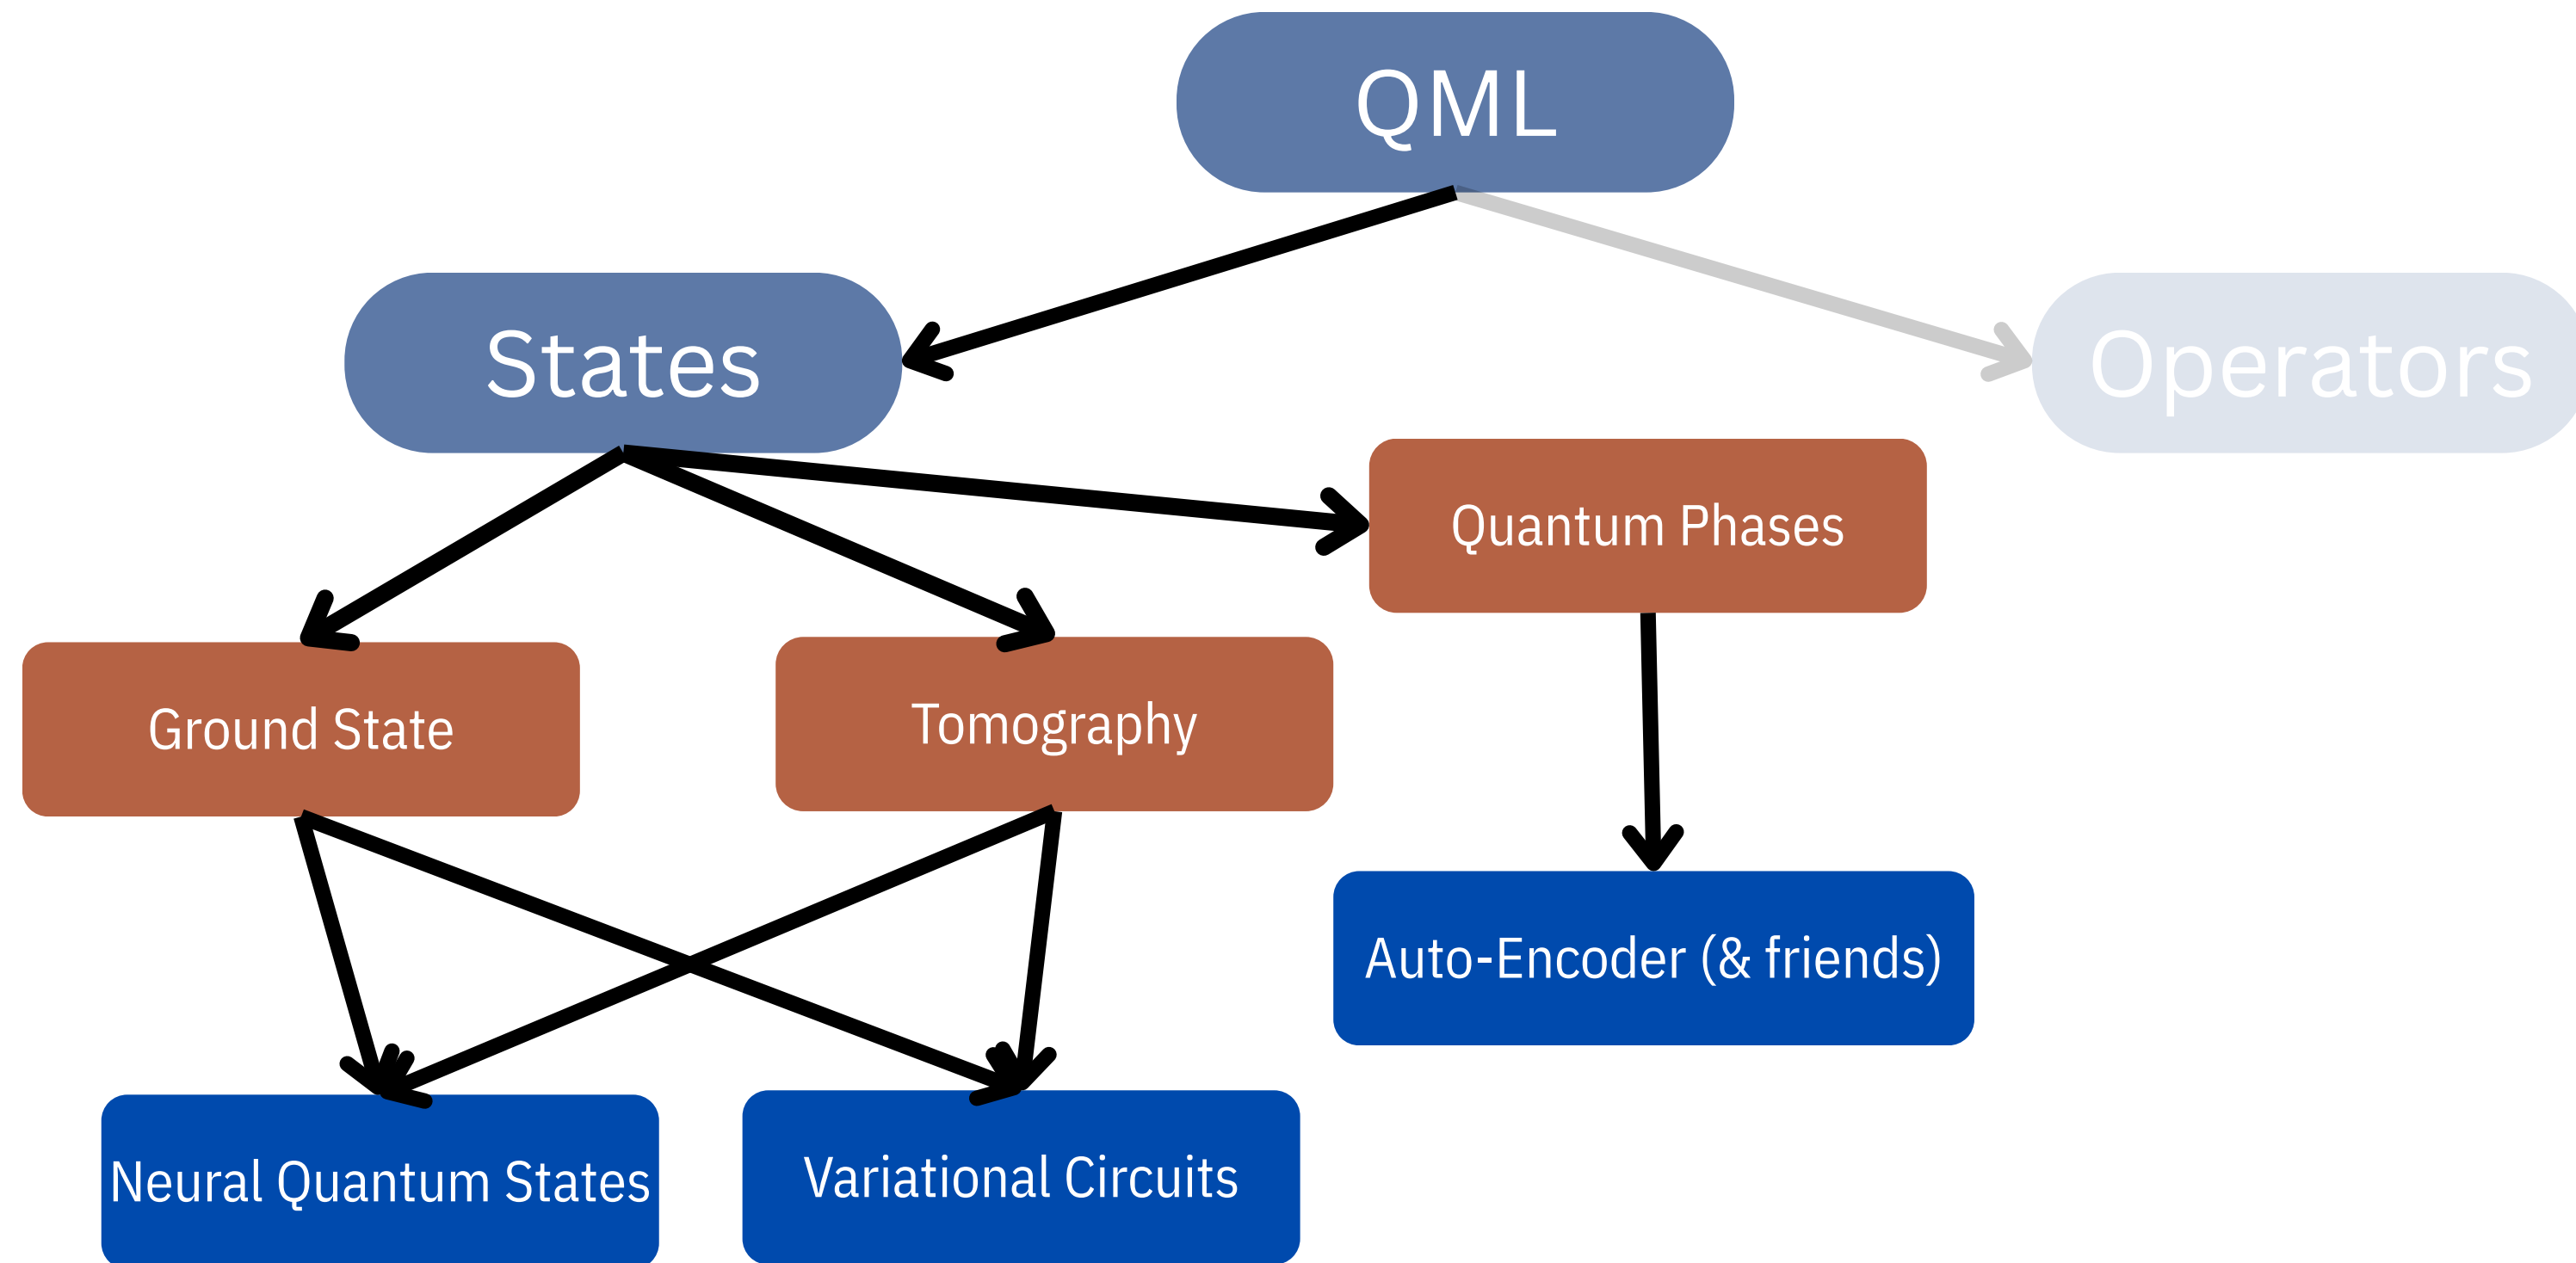 QML
States
Operators
Quantum Phases
Ground State
Tomography
Auto-Encoder (& friends)
Neural Quantum States
Variational Circuits